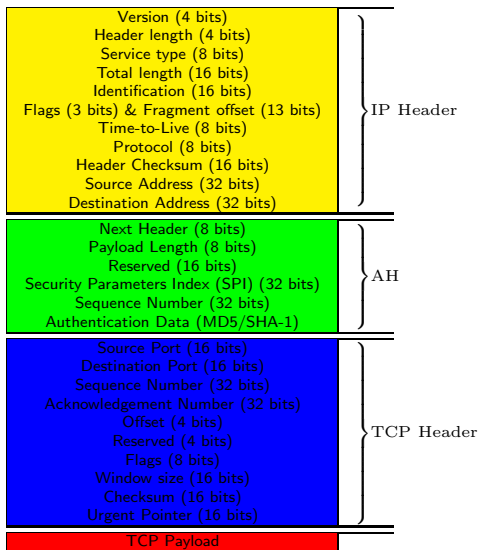 Version (4 bits)
Header length (4 bits)
Service type (8 bits)
Total length (16 bits)
Identification (16 bits)
Flags (3 bits) & Fragment offset (13 bits)
Time-to-Live (8 bits)
Protocol (8 bits)
Header Checksum (16 bits)
Source Address (32 bits)
Destination Address (32 bits)
IP Header
Next Header (8 bits)
Payload Length (8 bits)
Reserved (16 bits)
Security Parameters Index (SPI) (32 bits)
Sequence Number (32 bits)
Authentication Data (MD5/SHA-1)
AH
Source Port (16 bits)
Destination Port (16 bits)
Sequence Number (32 bits)
Acknowledgement Number (32 bits)
Offset (4 bits)
Reserved (4 bits)
Flags (8 bits)
Window size (16 bits)
Checksum (16 bits)
Urgent Pointer (16 bits)
TCP Header
TCP Payload